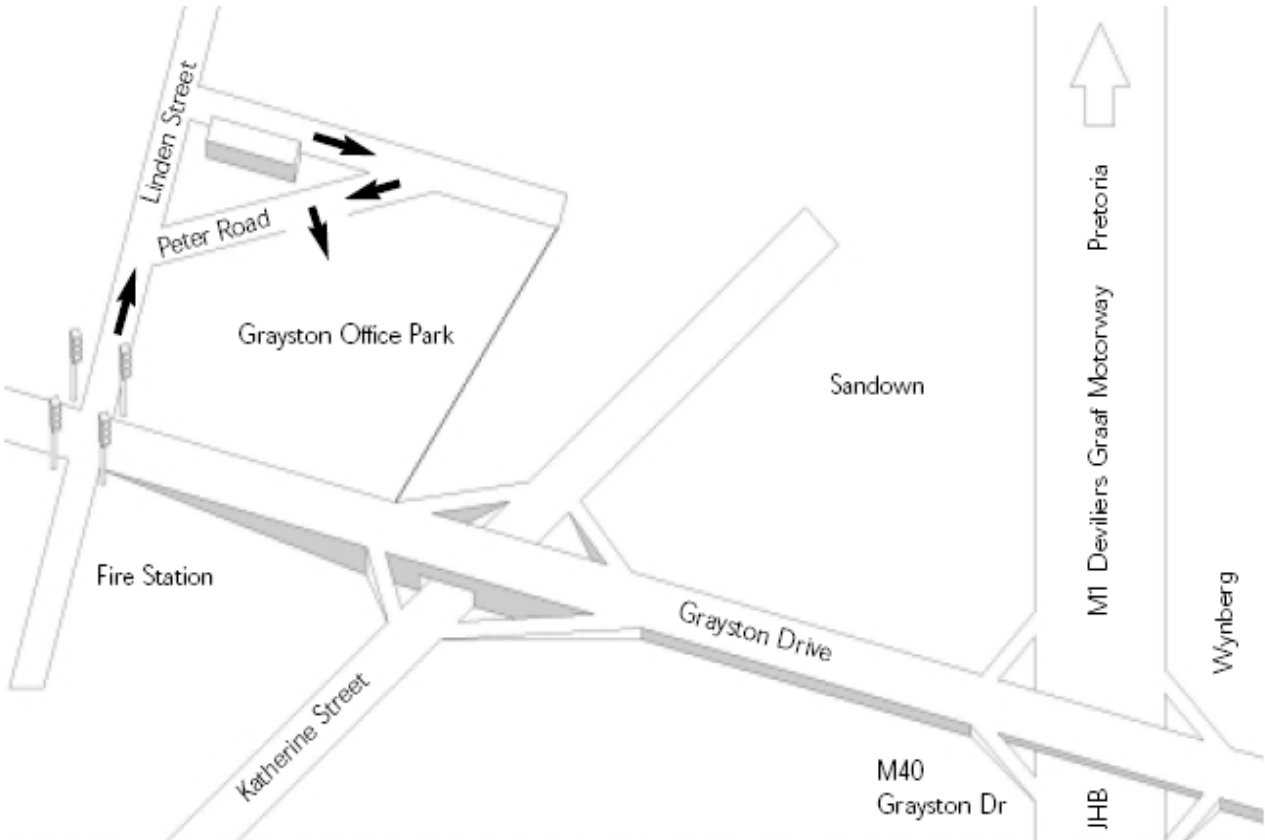 Linden Street
Peter Road
Grayston Office Park
Sandown
Pretoria
M1 Deviliers Graaf Motorway
Fire Station
Grayston Drive
Wynberg
Katherine Street
M40
Grayston Dr
JHB